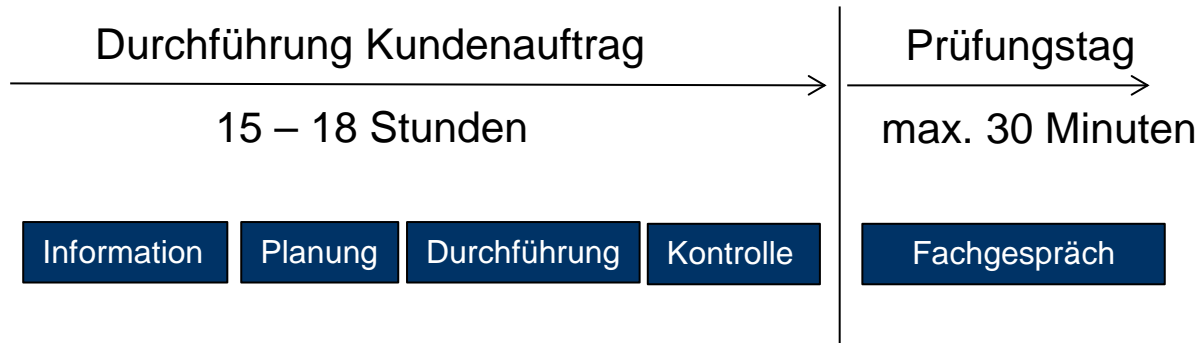 Durchführung Kundenauftrag
Prüfungstag
15 – 18 Stunden
max. 30 Minuten
Information
Planung
Durchführung
Kontrolle
Fachgespräch